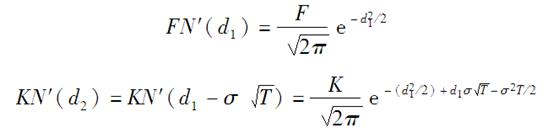 FN′(d₁) = F/√(2π) e^(−d₁²/2)
KN′(d₂) = KN′(d₁ − σ √T) = K/√(2π) e^(−(d₁²/2) + d₁σ√T − σ²T/2)